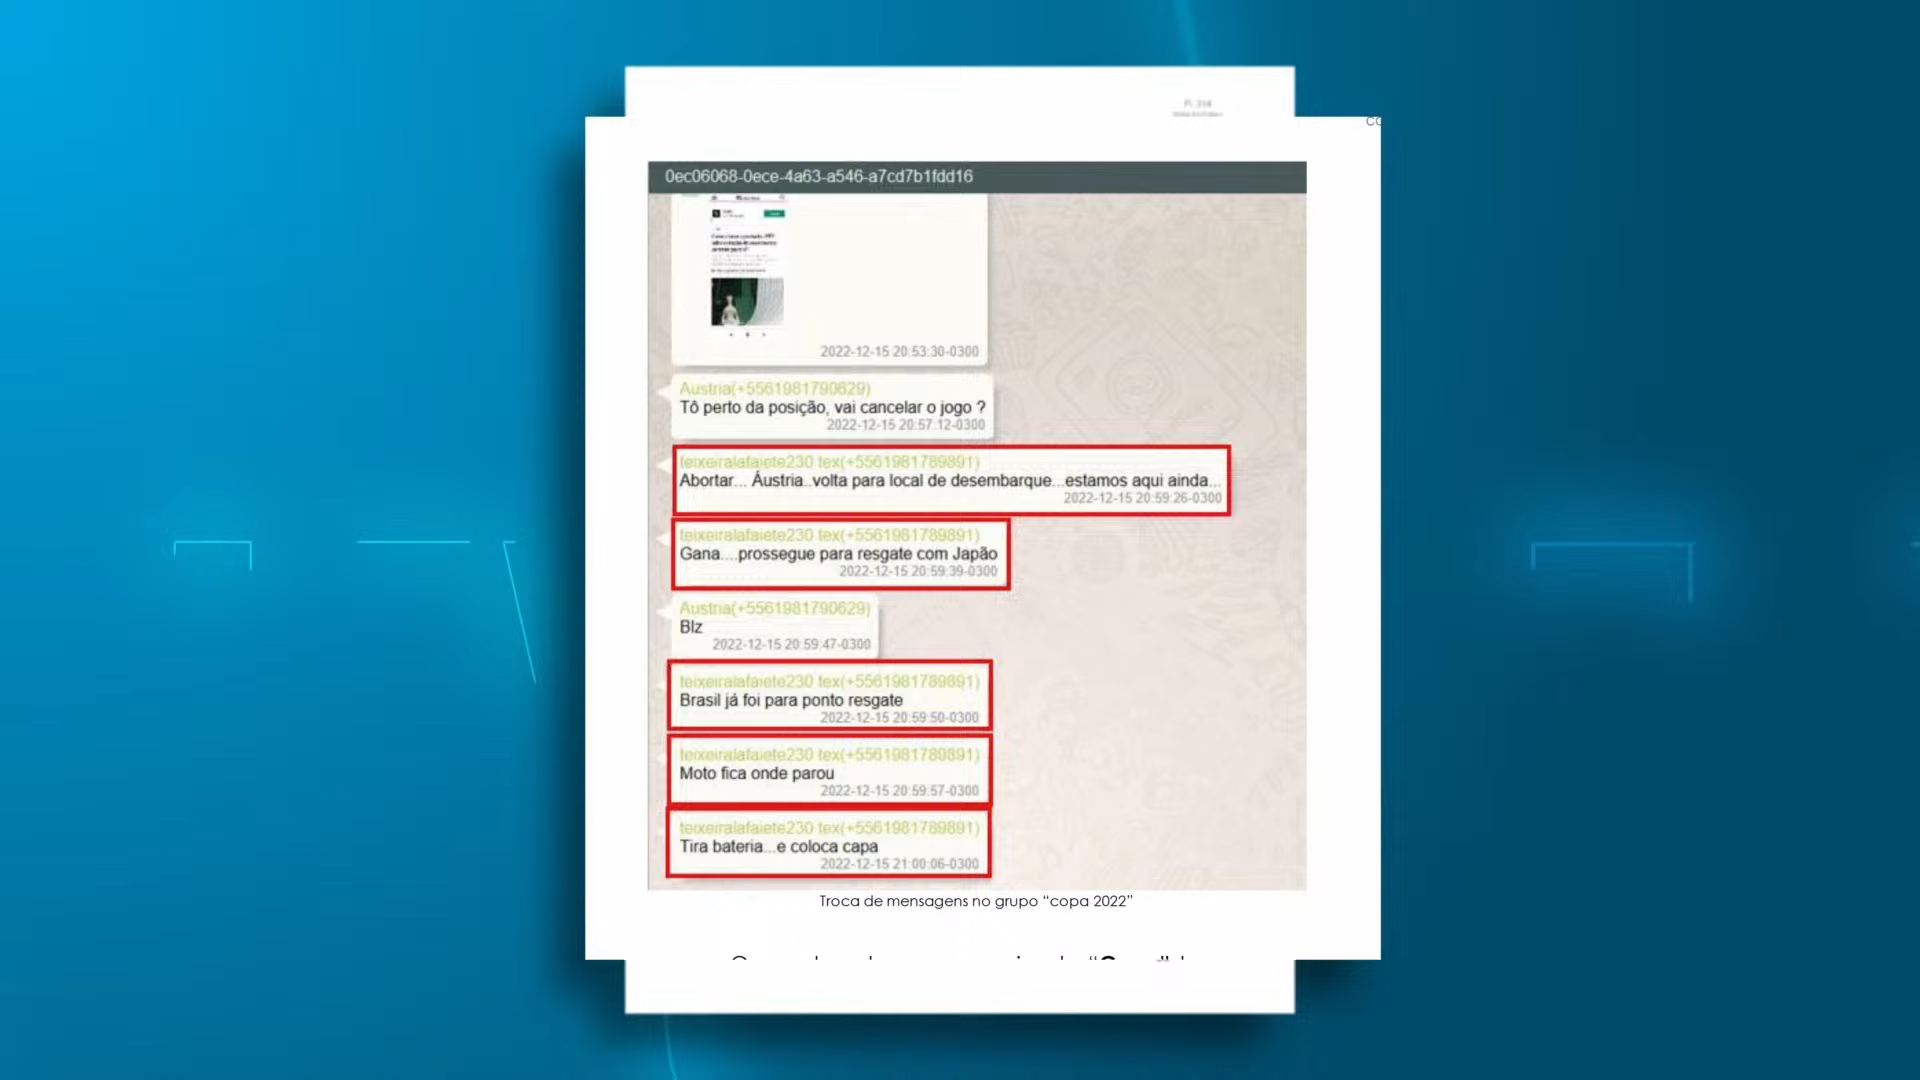 Fl. 334
0ec06068-0ece-4a63-a546-a7cd7b1fdd16
2022-12-15 20:53:30-0300
Austria(+5561981790629)
Tô perto da posição, vai cancelar o jogo ?
2022-12-15 20:57:12-0300
teixeiralafaiete230 tex(+5561981789891)
Abortar... Áustria..volta para local de desembarque...estamos aqui ainda...
2022-12-15 20:59:26-0300
teixeiralafaiete230 tex(+5561981789891)
Gana....prossegue para resgate com Japão
2022-12-15 20:59:39-0300
Austria(+5561981790629)
Blz
2022-12-15 20:59:47-0300
teixeiralafaiete230 tex(+5561981789891)
Brasil já foi para ponto resgate
2022-12-15 20:59:50-0300
teixeiralafaiete230 tex(+5561981789891)
Moto fica onde parou
2022-12-15 20:59:57-0300
teixeiralafaiete230 tex(+5561981789891)
Tira bateria...e coloca capa
2022-12-15 21:00:06-0300
Troca de mensagens no grupo “copa 2022”